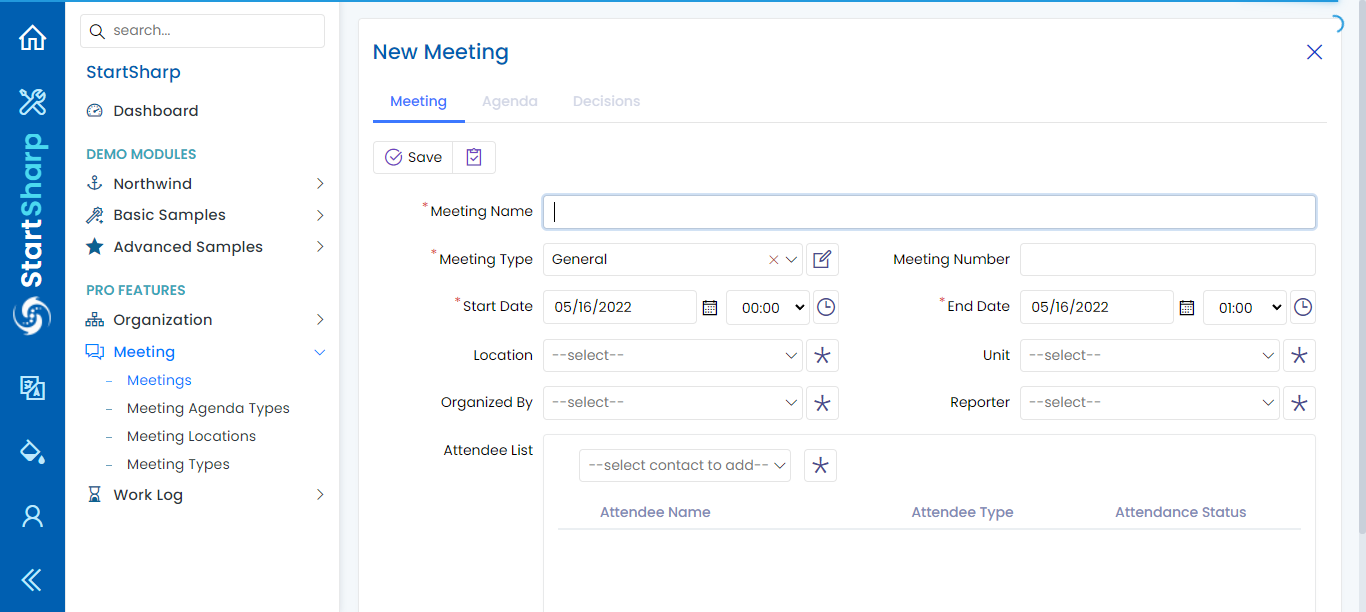 StartSharp
search...
StartSharp
Dashboard
DEMO MODULES
Northwind
Basic Samples
Advanced Samples
PRO FEATURES
Organization
Meeting
Meetings
Meeting Agenda Types
Meeting Locations
Meeting Types
Work Log
New Meeting
Meeting Agenda Decisions
Save
*Meeting Name
*Meeting Type General Meeting Number
*Start Date 05/16/2022 00:00 *End Date 05/16/2022 01:00
Location --select-- Unit --select--
Organized By --select-- Reporter --select--
Attendee List
--select contact to add--
Attendee Name Attendee Type Attendance Status